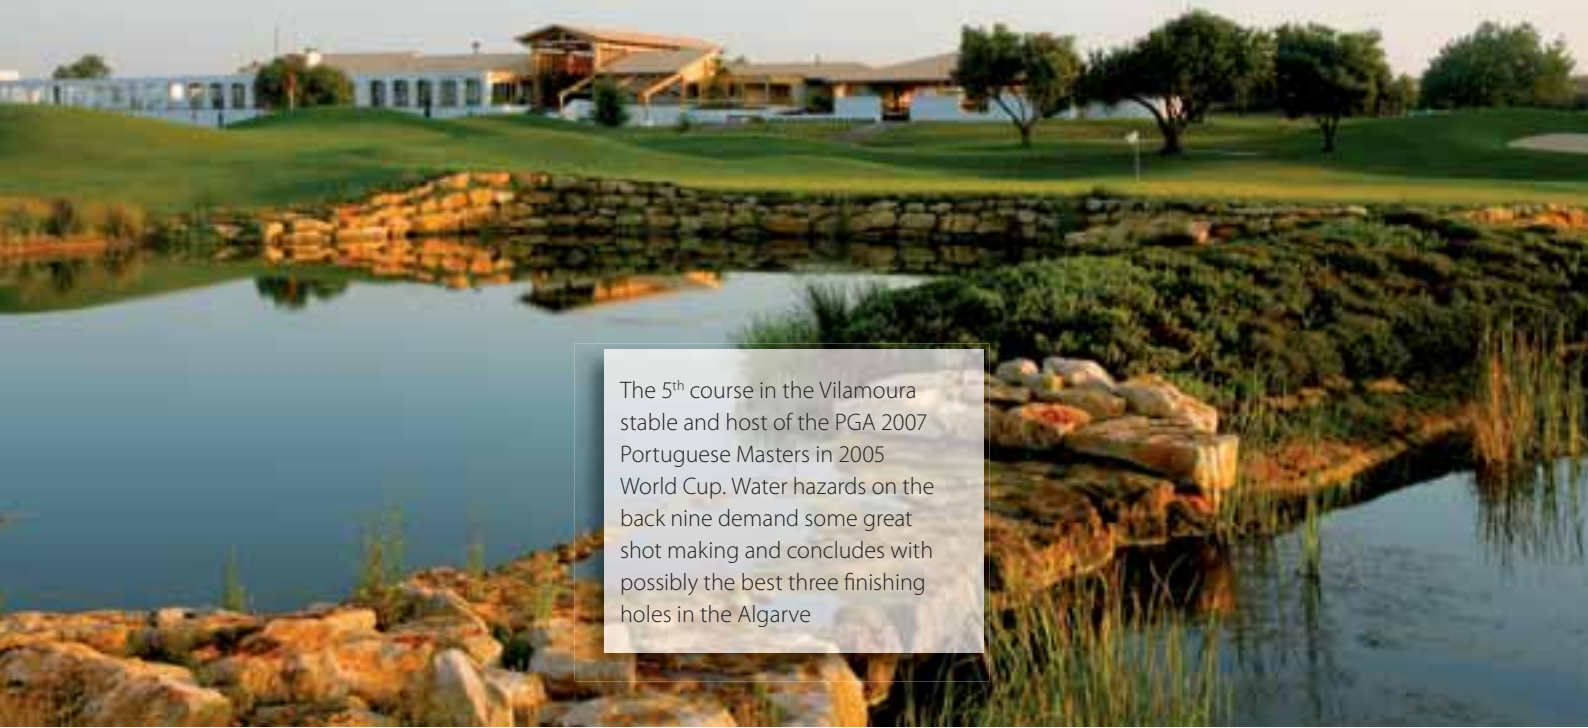 The 5th course in the Vilamoura
stable and host of the PGA 2007
Portuguese Masters in 2005
World Cup. Water hazards on the
back nine demand some great
shot making and concludes with
possibly the best three finishing
holes in the Algarve